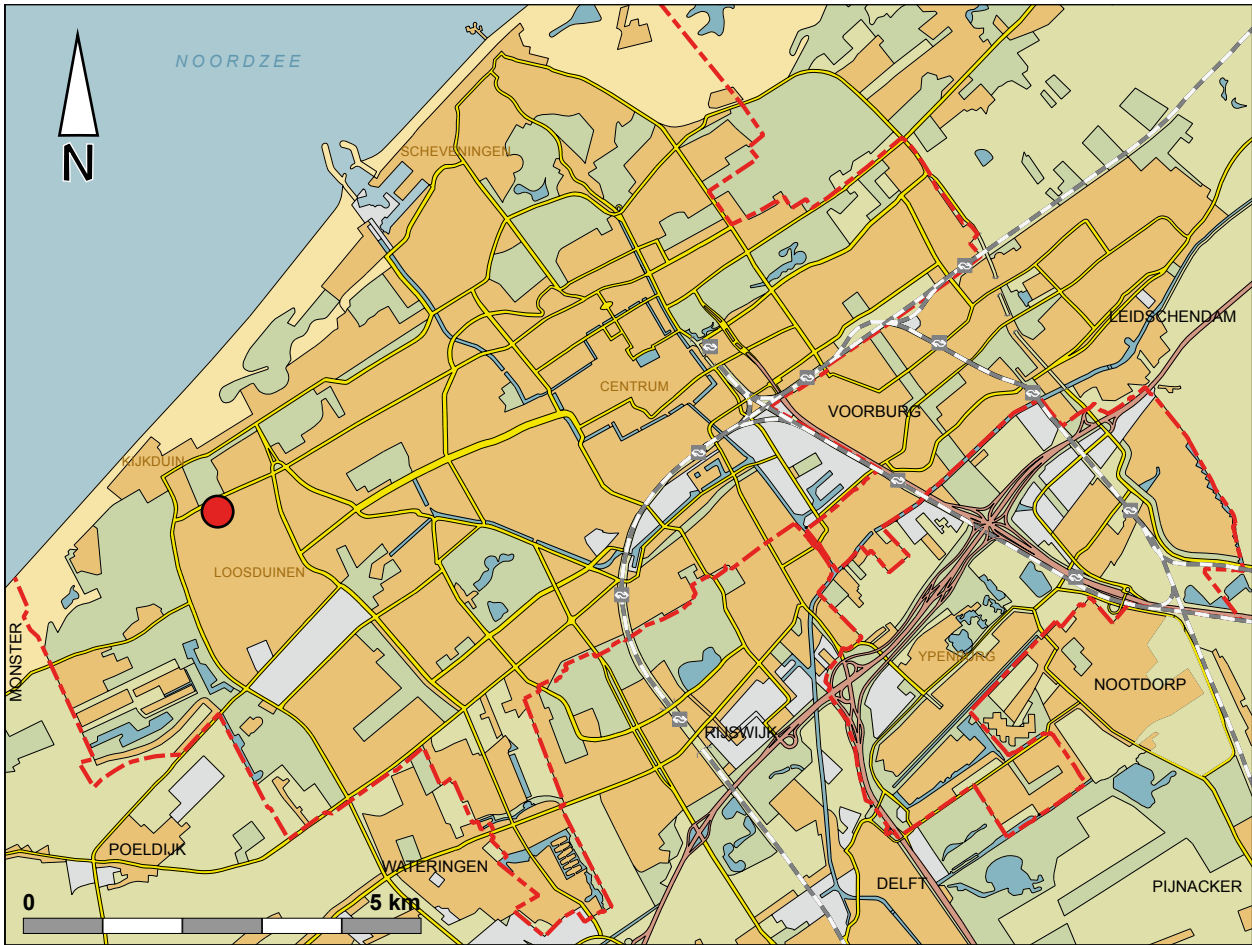 NOORDZEE
N
SCHEVENINGEN
LEIDSCHENDAM
CENTRUM
VOORBURG
KIJKDUIN
LOOSDUINEN
MONSTER
YPENBURG
NOOTDORP
RIJSWIJK
POELDIJK
WATERINGEN
DELFT
PIJNACKER
0 5 km